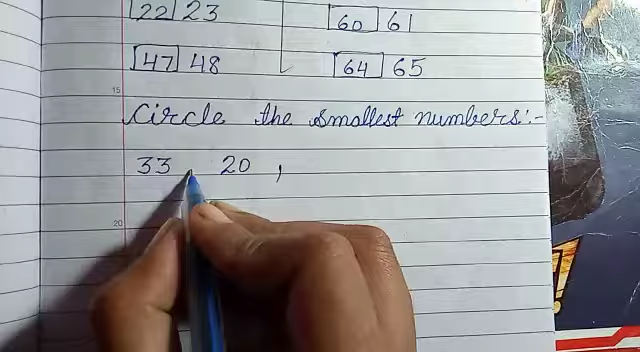 22 23 60 61
47 48 64 65
15
Circle the smallest numbers:-
33 20 ,
20